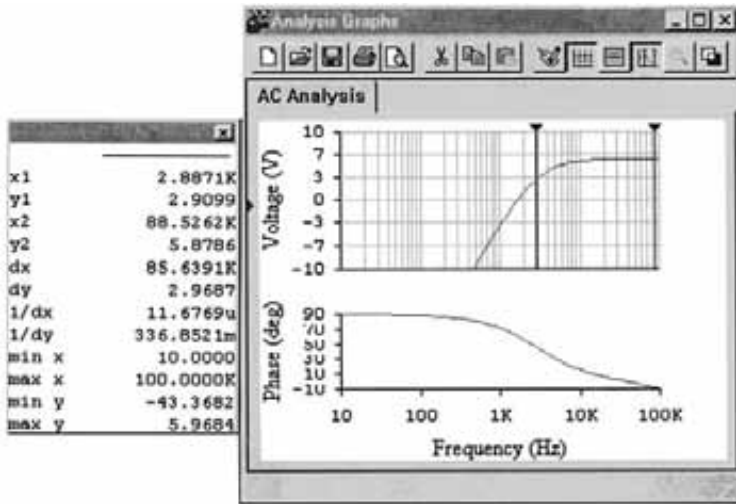 Analysis Graphs
AC Analysis
x1 2.8871K
y1 2.9099
x2 88.5262K
y2 5.8786
dx 85.6391K
dy 2.9687
1/dx 11.6769u
1/dy 336.8521m
min x 10.0000
max x 100.0000K
min y -43.3682
max y 5.9684
Voltage (V)
10
7
3
0
-3
-7
-10
Phase (deg)
90
70
50
30
10
-10
10 100 1K 10K 100K
Frequency (Hz)